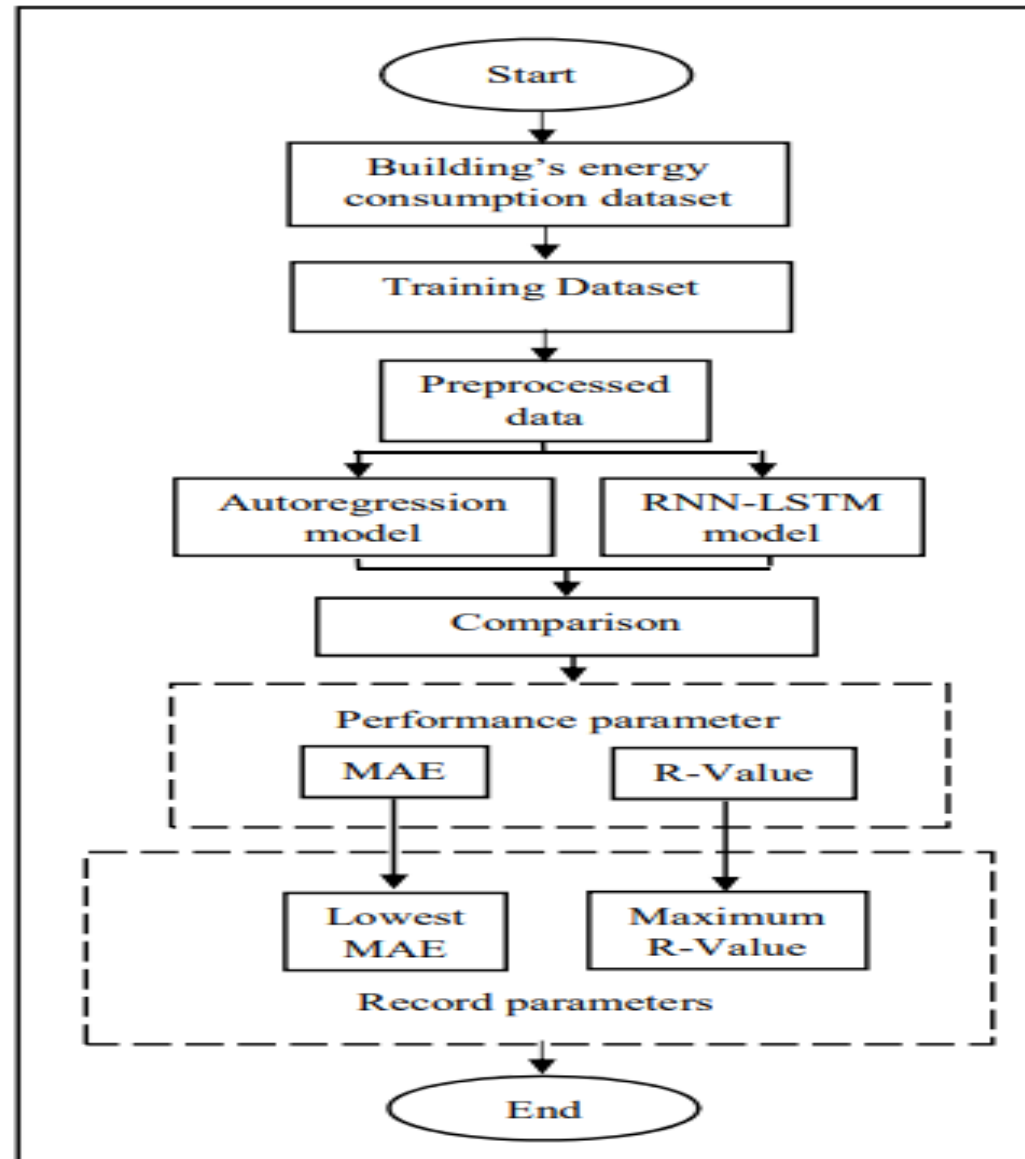 Start
Building's energy
consumption dataset
Training Dataset
Preprocessed
data
Autoregression
model
RNN-LSTM
model
Comparison
Performance parameter
MAE
R-Value
Lowest
MAE
Maximum
R-Value
Record parameters
End